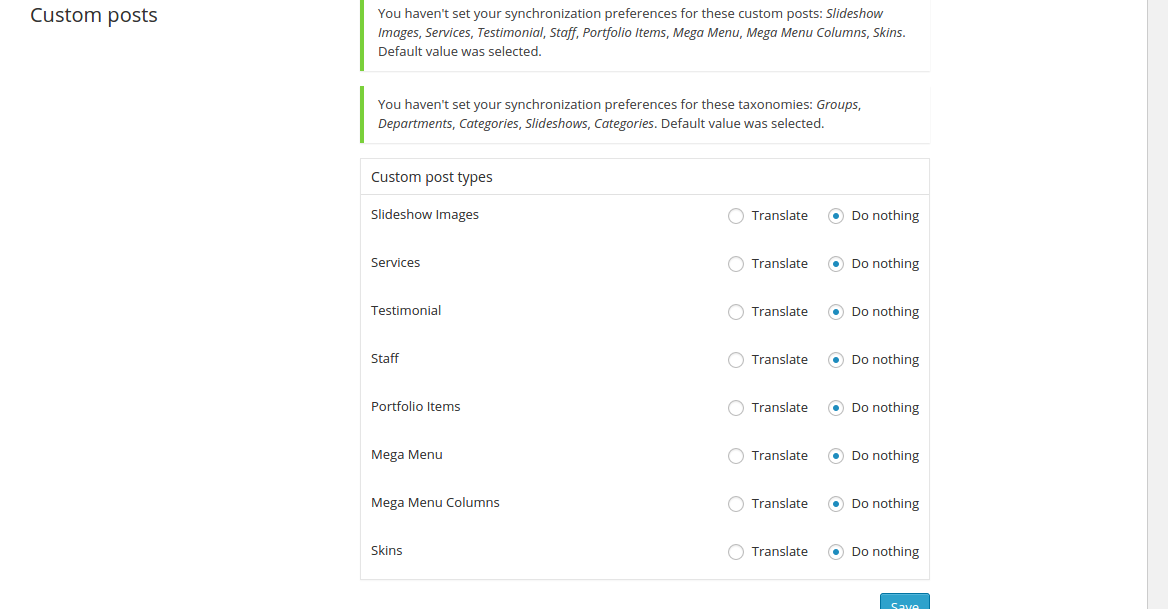 Custom posts
You haven't set your synchronization preferences for these custom posts: Slideshow
Images, Services, Testimonial, Staff, Portfolio Items, Mega Menu, Mega Menu Columns, Skins.
Default value was selected.
You haven't set your synchronization preferences for these taxonomies: Groups,
Departments, Categories, Slideshows, Categories. Default value was selected.
Custom post types
Slideshow Images Translate Do nothing
Services Translate Do nothing
Testimonial Translate Do nothing
Staff Translate Do nothing
Portfolio Items Translate Do nothing
Mega Menu Translate Do nothing
Mega Menu Columns Translate Do nothing
Skins Translate Do nothing
Save